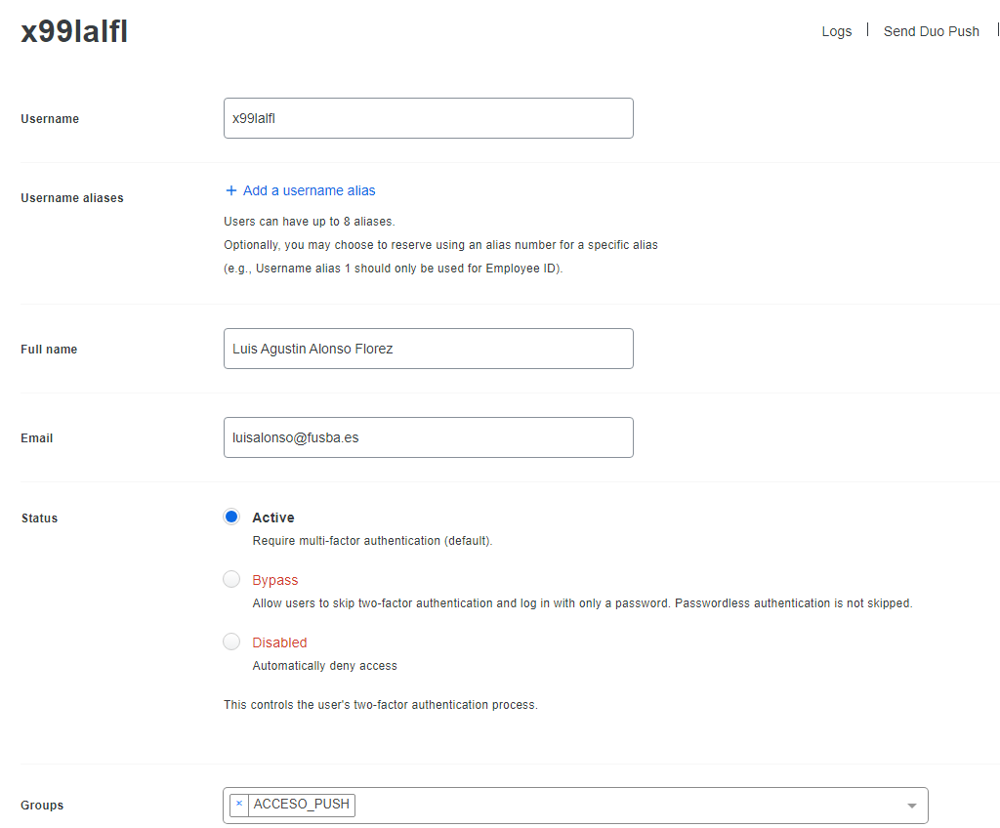 x99lalfl
Logs
Send Duo Push
Username
x99lalfl
Username aliases
+ Add a username alias
Users can have up to 8 aliases.
Optionally, you may choose to reserve using an alias number for a specific alias
(e.g., Username alias 1 should only be used for Employee ID).
Full name
Luis Agustin Alonso Florez
Email
luisalonso@fusba.es
Status
Active
Require multi-factor authentication (default).
Bypass
Allow users to skip two-factor authentication and log in with only a password. Passwordless authentication is not skipped.
Disabled
Automatically deny access
This controls the user's two-factor authentication process.
Groups
× ACCESO_PUSH